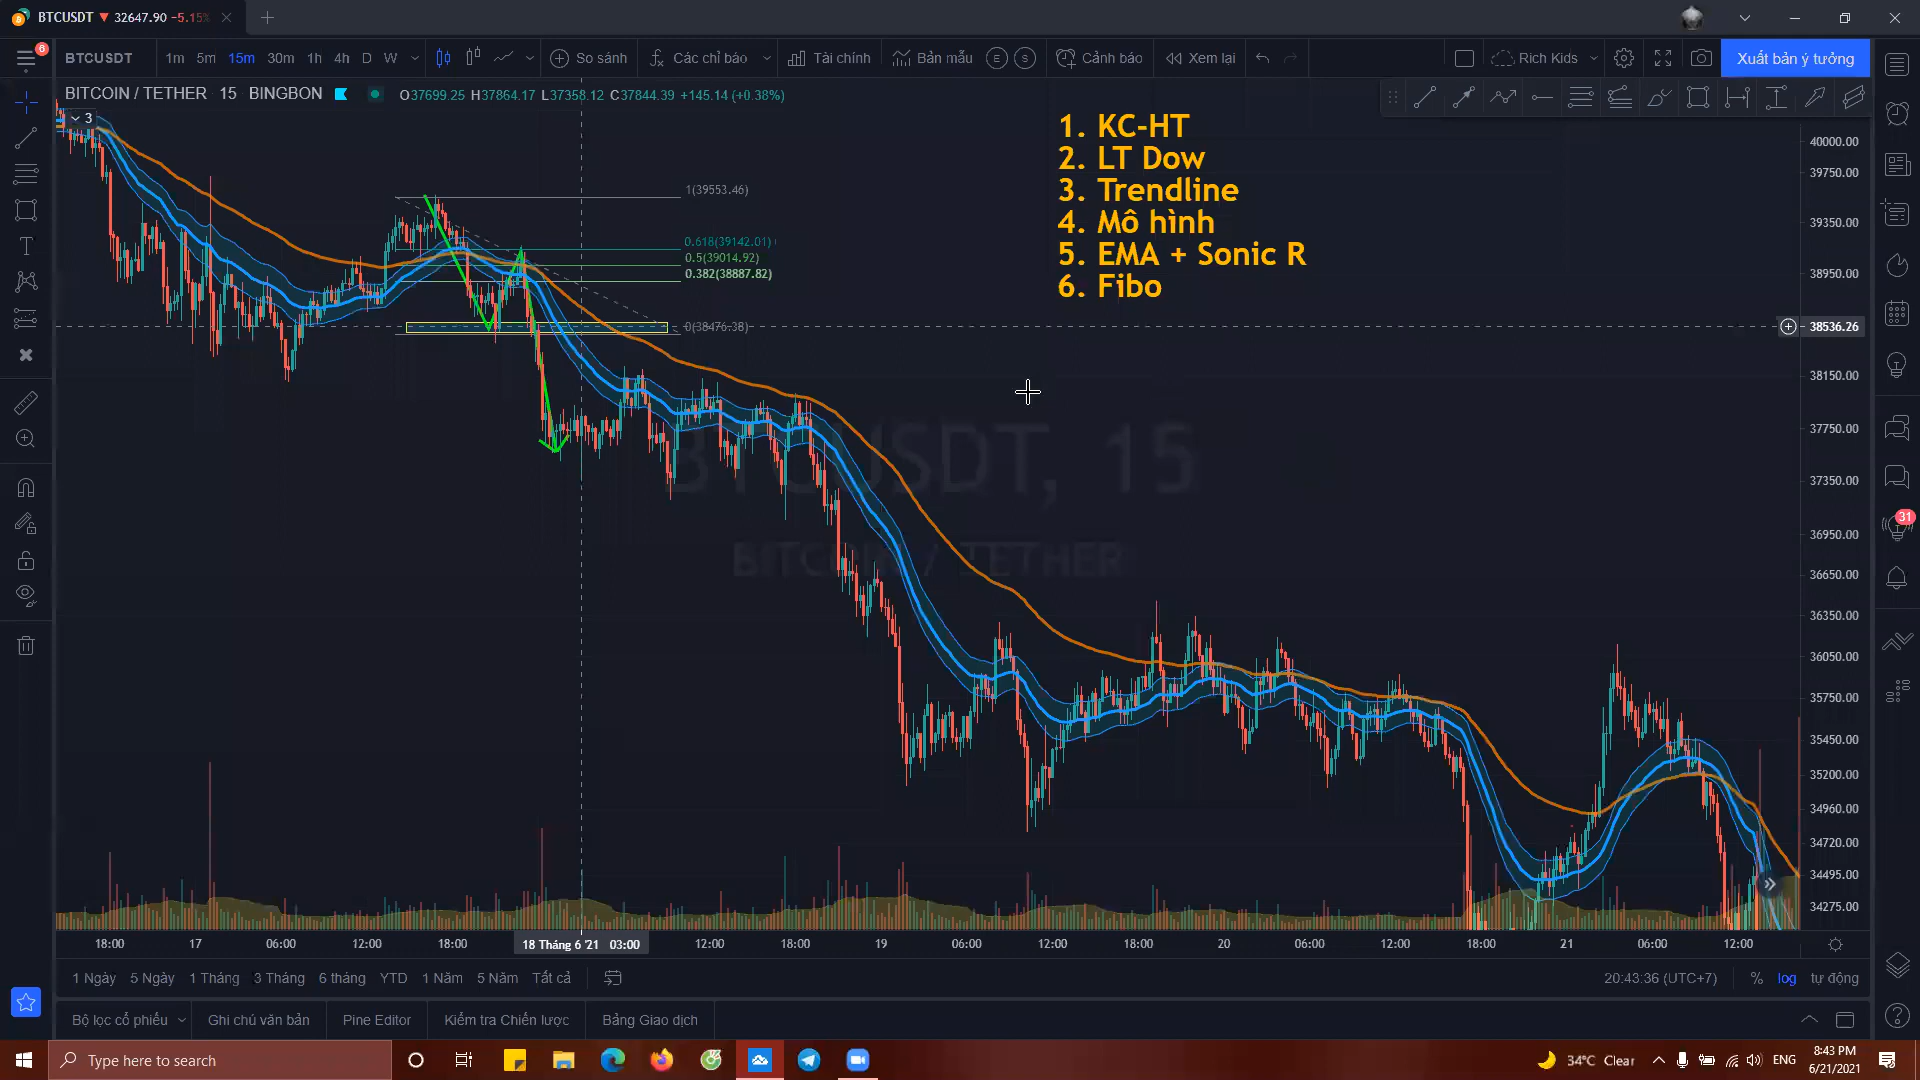 BTCUSDT ▼ 32647.90 −5.15%
6
BTCUSDT 1m 5m 15m 30m 1h 4h D W So sánh Các chỉ báo Tài chính Bản mẫu E S Cảnh báo Xem lại Rich Kids Xuất bản ý tưởng
BITCOIN / TETHER 15 BINGBON O37699.25 H37864.17 L37358.12 C37844.39 +145.14 (+0.38%)
3
1. KC-HT
2. LT Dow
3. Trendline
4. Mô hình
5. EMA + Sonic R
6. Fibo
1(39553.46)
0.618(39142.01)
0.5(39014.92)
0.382(38887.82)
0(38476.38)
BTCUSDT, 15
BITCOIN / TETHER
40000.00
39750.00
39350.00
38950.00
38536.26
38150.00
37750.00
37350.00
36950.00
36650.00
36350.00
36050.00
35750.00
35450.00
35200.00
34960.00
34720.00
34495.00
34275.00
31
18:00 17 06:00 12:00 18:00 18 Tháng 6 '21 03:00 12:00 18:00 19 06:00 12:00 18:00 20 06:00 12:00 18:00 21 06:00 12:00
1 Ngày 5 Ngày 1 Tháng 3 Tháng 6 tháng YTD 1 Năm 5 Năm Tất cả 20:43:36 (UTC+7) % log tự động
Bộ lọc cổ phiếu Ghi chú văn bản Pine Editor Kiểm tra Chiến lược Bảng Giao dịch
Type here to search 34°C Clear ENG 8:43 PM
6/21/2021